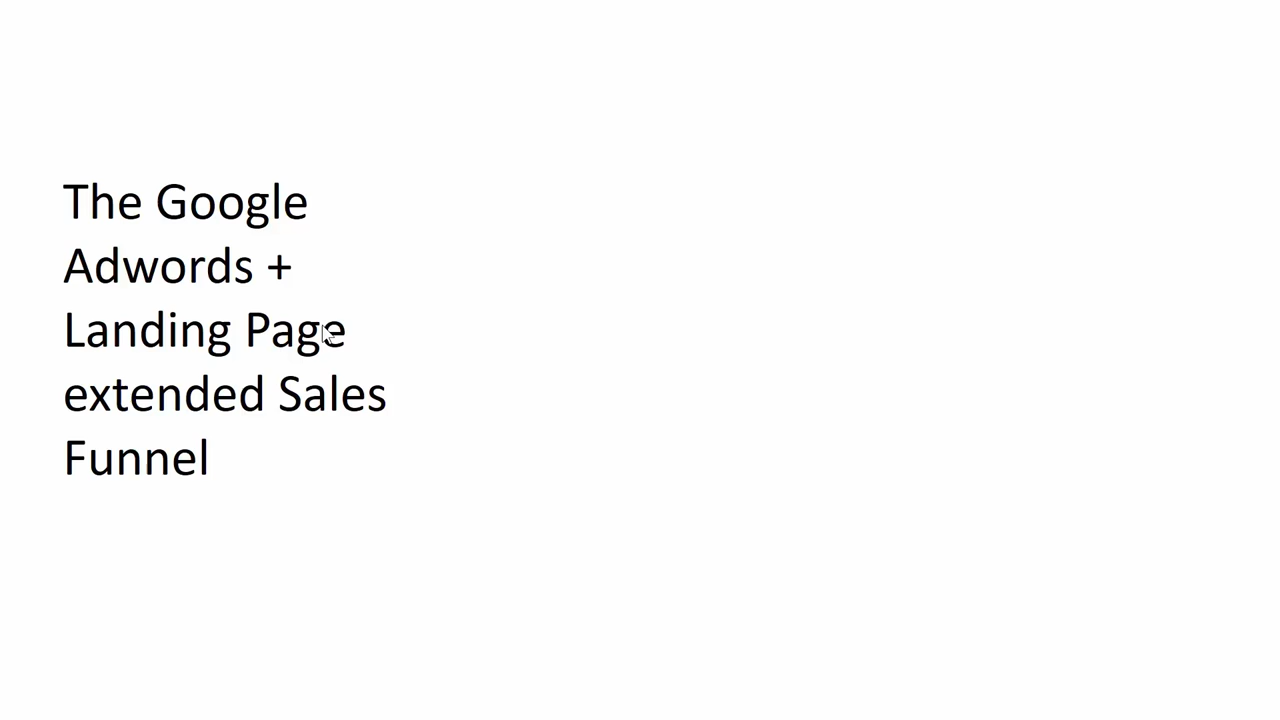 The Google
Adwords +
Landing Page
extended Sales
Funnel